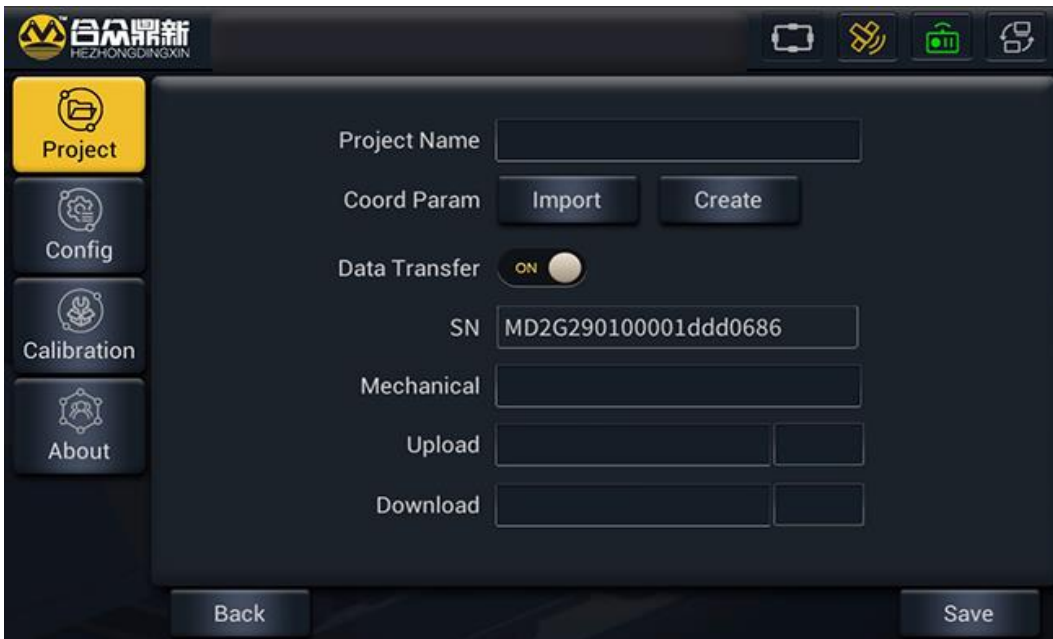 合众鼎新
HEZHONGDINGXIN
Project
Config
Calibration
About
Project Name
Coord Param Import Create
Data Transfer ON
SN MD2G290100001ddd0686
Mechanical
Upload
Download
Back Save